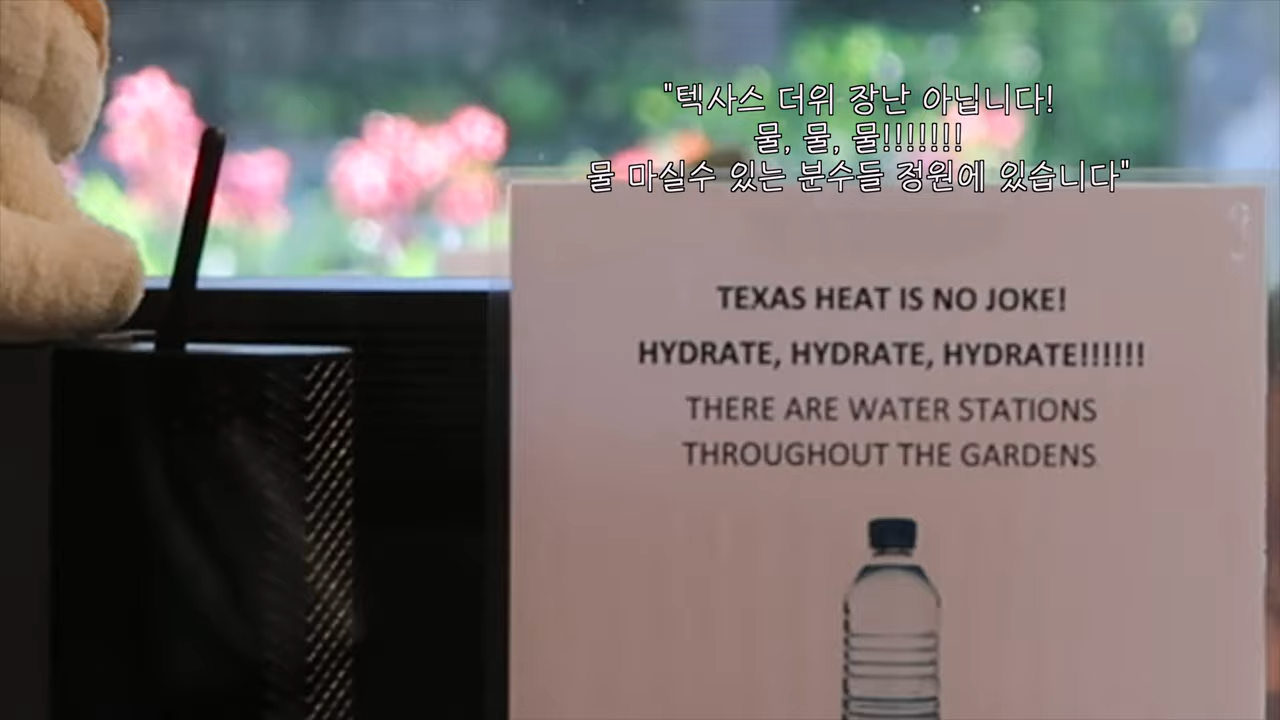 "텍사스 더위 장난 아닙니다!
물, 물, 물!!!!!!!
물 마실수 있는 분수들 정원에 있습니다"
TEXAS HEAT IS NO JOKE!
HYDRATE, HYDRATE, HYDRATE!!!!!!
THERE ARE WATER STATIONS
THROUGHOUT THE GARDENS